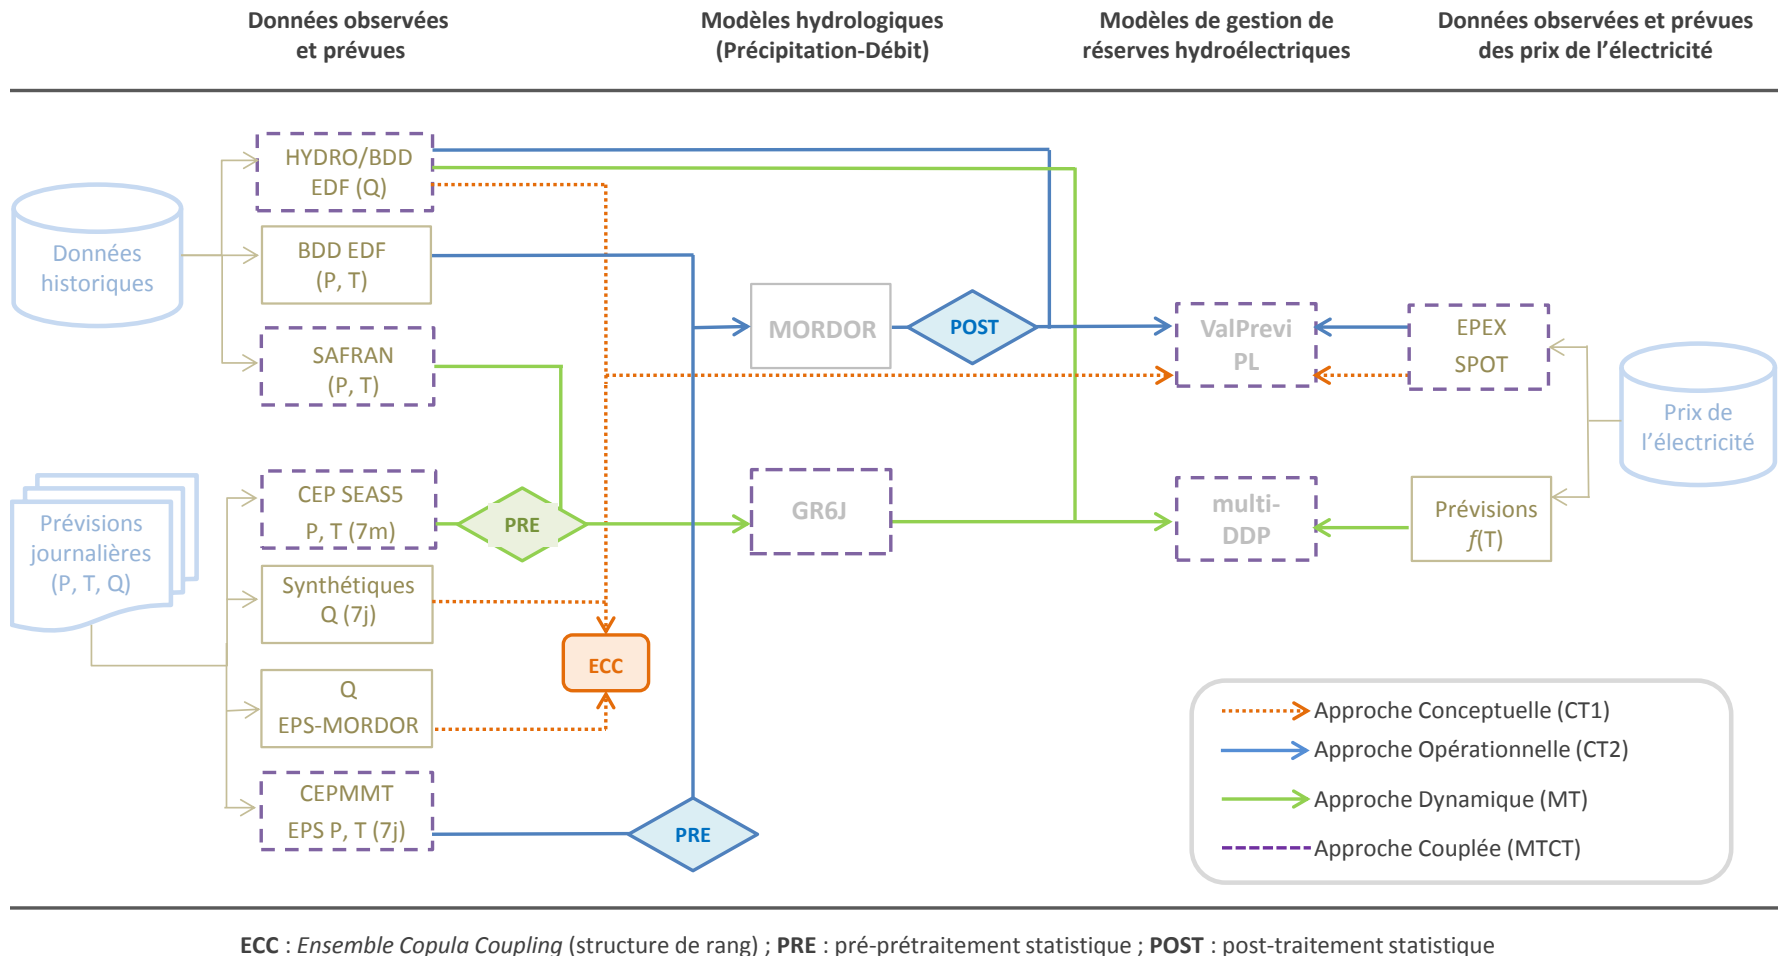 Données observées
et prévues
Modèles hydrologiques
(Précipitation-Débit)
Modèles de gestion de
réserves hydroélectriques
Données observées et prévues
des prix de l'électricité
HYDRO/BDD
EDF (Q)
Données
historiques
BDD EDF
(P, T)
SAFRAN
(P, T)
MORDOR
POST
ValPrevi
PL
EPEX
SPOT
Prix de
l'électricité
Prévisions
journalières
(P, T, Q)
CEP SEAS5
P, T (7m)
PRE
GR6J
multi-
DDP
Prévisions
f(T)
Synthétiques
Q (7j)
ECC
Q
EPS-MORDOR
CEPMMT
EPS P, T (7j)
PRE
Approche Conceptuelle (CT1)
Approche Opérationnelle (CT2)
Approche Dynamique (MT)
Approche Couplée (MTCT)
ECC : Ensemble Copula Coupling (structure de rang) ; PRE : pré-prétraitement statistique ; POST : post-traitement statistique